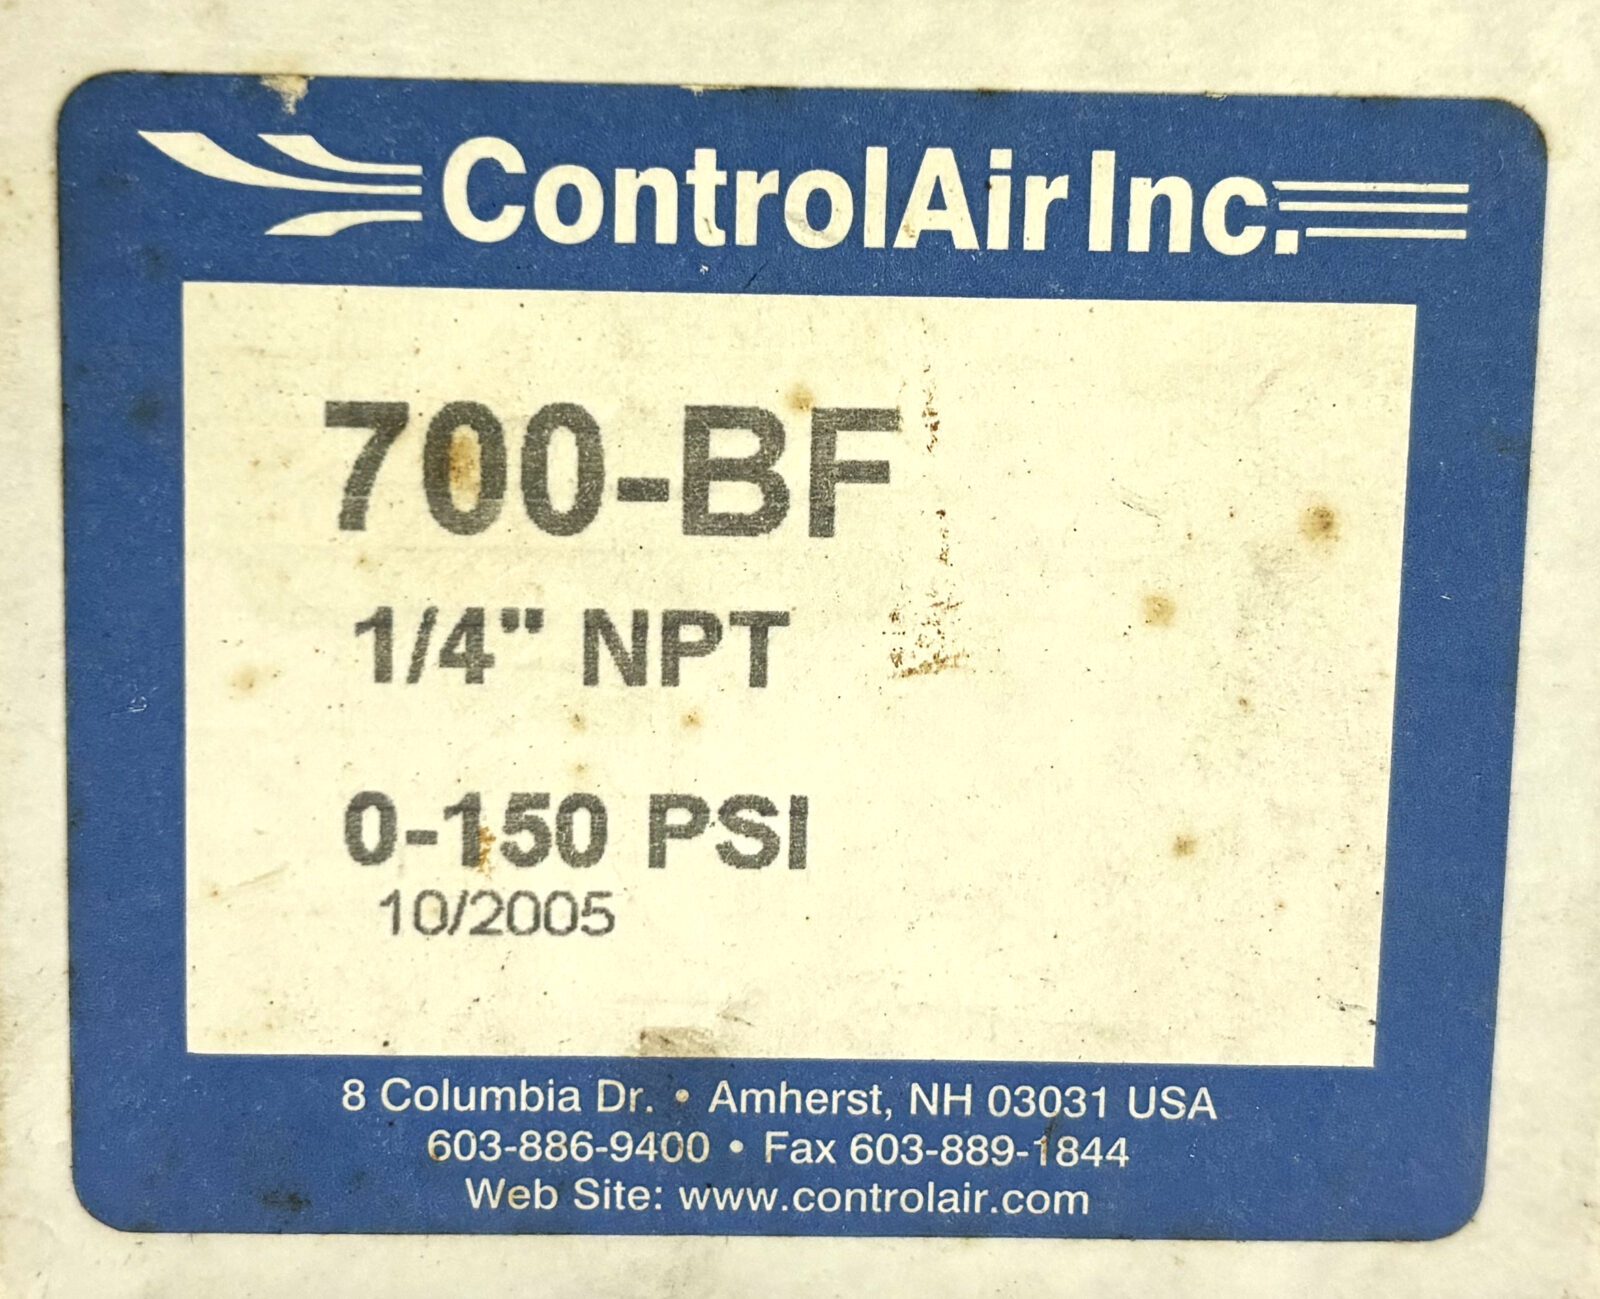 ControlAir Inc.
700-BF
1/4" NPT
0-150 PSI
10/2005
8 Columbia Dr. • Amherst, NH 03031 USA
603-886-9400 • Fax 603-889-1844
Web Site: www.controlair.com